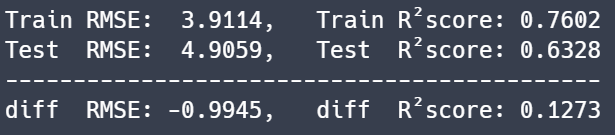 Train RMSE:  3.9114,   Train R²score: 0.7602
Test  RMSE:  4.9059,   Test  R²score: 0.6328
--------------------------------------------
diff  RMSE: -0.9945,   diff  R²score: 0.1273